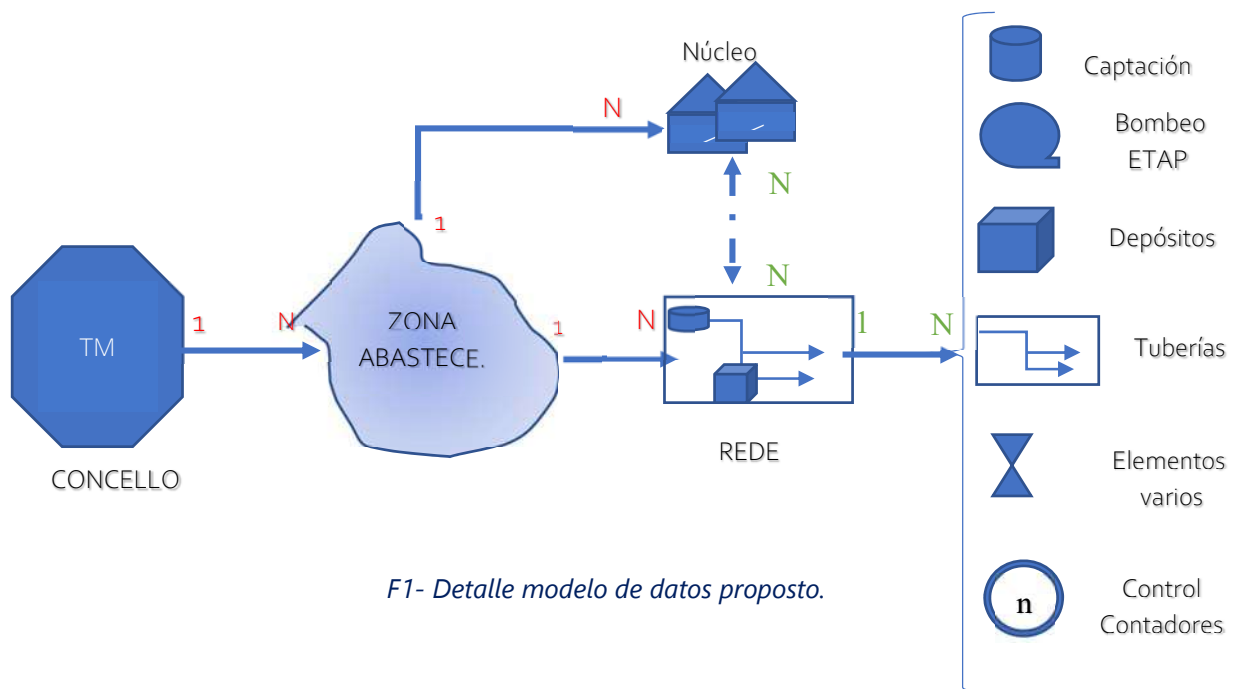 Núcleo
N
N
1
N
TM
1
N
ZONA
ABASTECE.
1
N
1
N
CONCELLO
REDE
Captación
Bombeo
ETAP
Depósitos
Tuberías
Elementos
varios
n
Control
Contadores
F1- Detalle modelo de datos proposto.